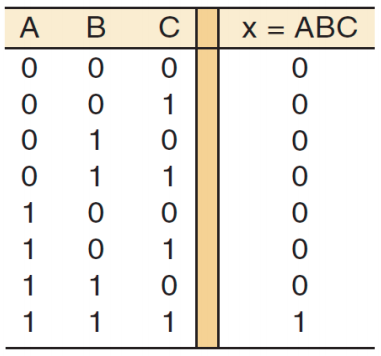 A B C x = ABC
0 0 0 0
0 0 1 0
0 1 0 0
0 1 1 0
1 0 0 0
1 0 1 0
1 1 0 0
1 1 1 1